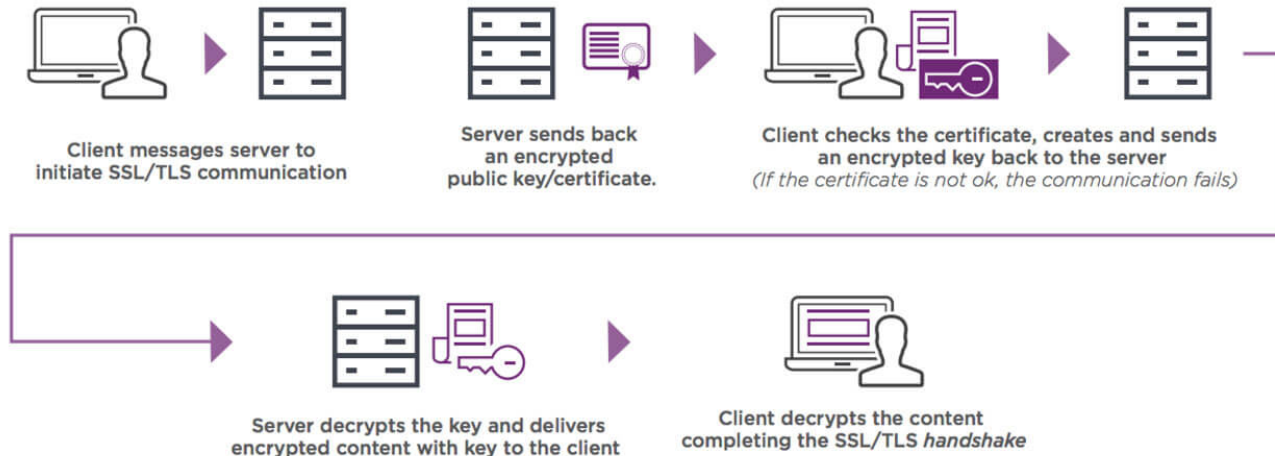 Client messages server to
initiate SSL/TLS communication
Server sends back
an encrypted
public key/certificate.
Client checks the certificate, creates and sends
an encrypted key back to the server
(If the certificate is not ok, the communication fails)
Server decrypts the key and delivers
encrypted content with key to the client
Client decrypts the content
completing the SSL/TLS handshake